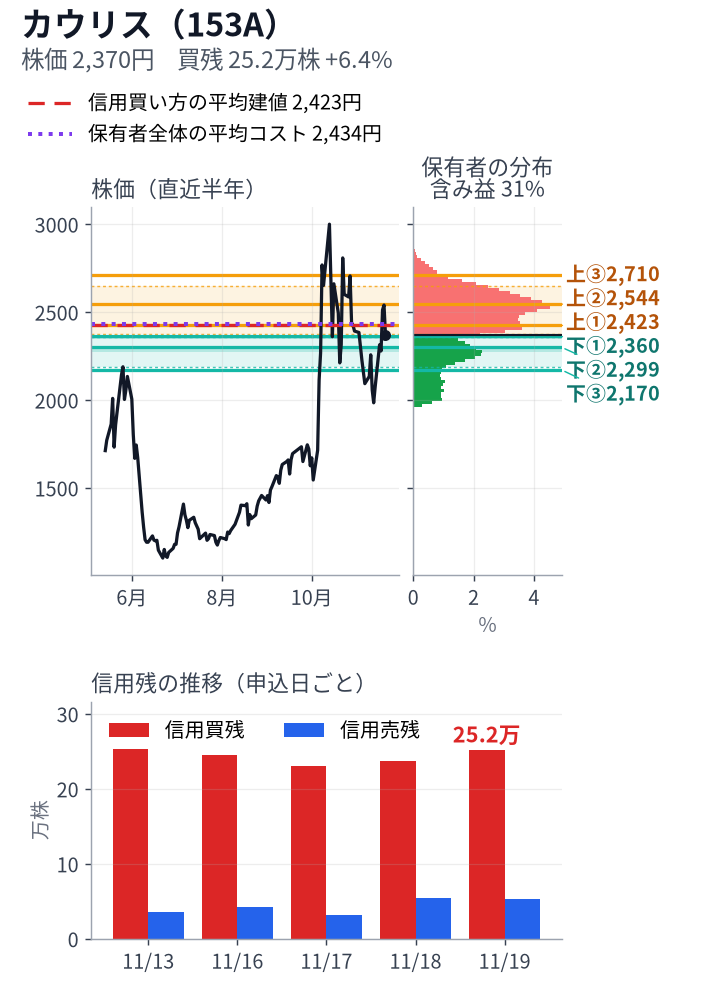 カウリス（153A）
株価 2,370円　買残 25.2万株 +6.4%
信用買い方の平均建値 2,423円
保有者全体の平均コスト 2,434円
株価（直近半年）
保有者の分布
含み益 31%
3000
2500
2000
1500
上③2,710
上②2,544
上①2,423
下①2,360
下②2,299
下③2,170
6月 8月 10月
0 2 4
%
信用残の推移（申込日ごと）
信用買残 信用売残 25.2万
30
20
10
0
万株
11/13 11/16 11/17 11/18 11/19